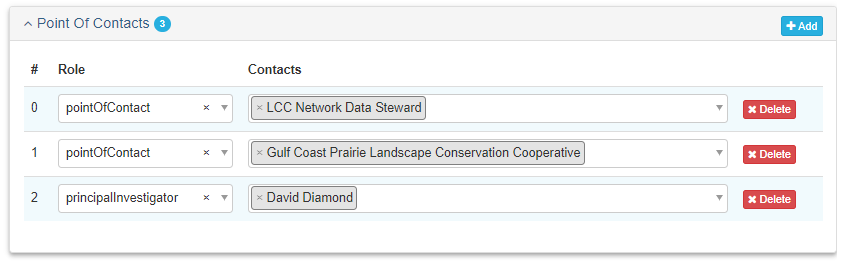 Point Of Contacts 3
Add
# Role Contacts
0 pointOfContact × × LCC Network Data Steward Delete
1 pointOfContact × × Gulf Coast Prairie Landscape Conservation Cooperative Delete
2 principalInvestigator × × David Diamond Delete